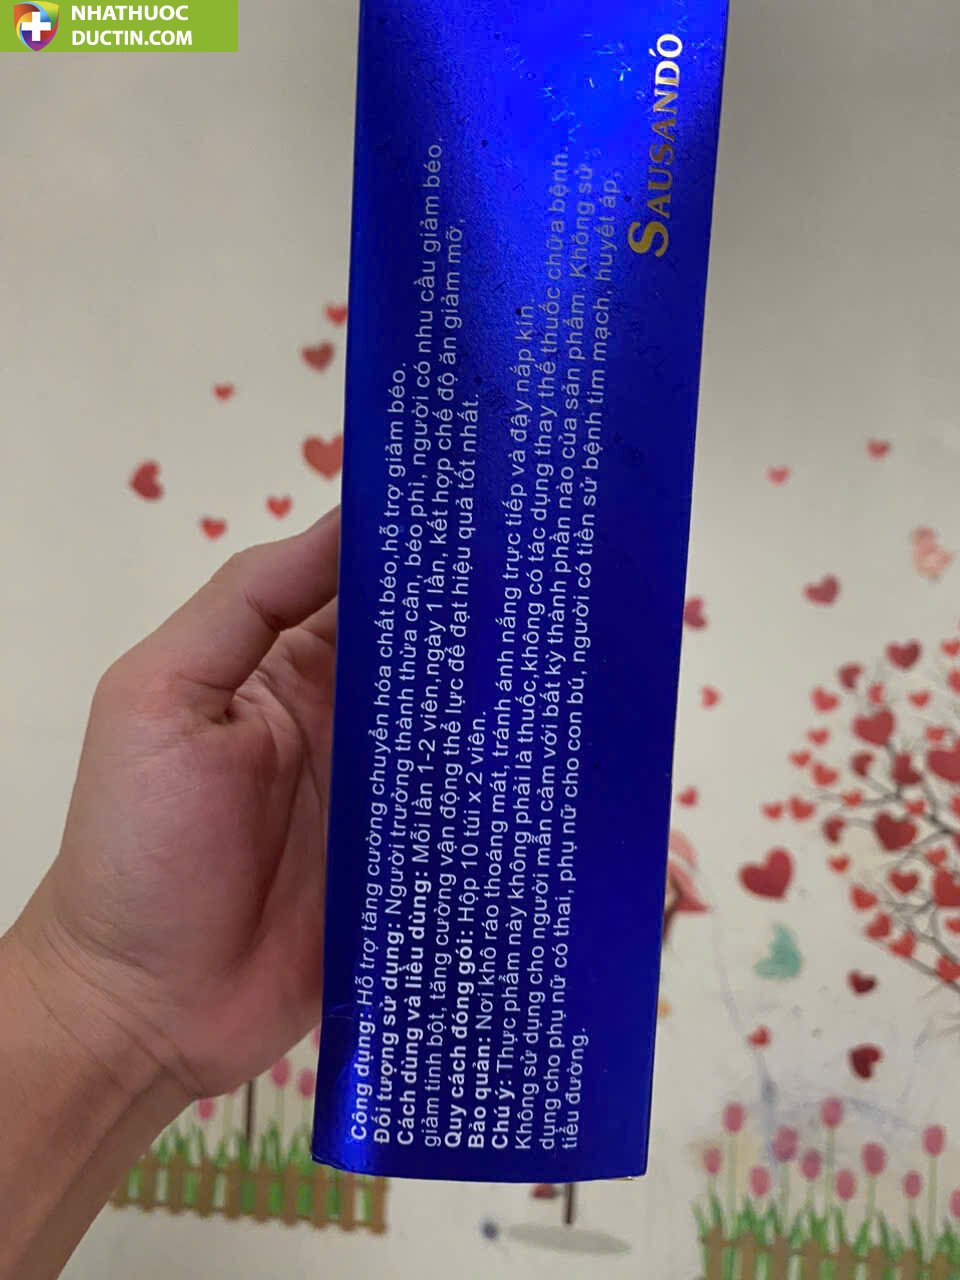 NHATHUOC
DUCTIN.COM
SAUSANDÓ
Công dụng: Hỗ trợ tăng cường chuyển hóa chất béo,hỗ trợ giảm béo.
Đối tượng sử dụng: Người trưởng thành thừa cân, béo phì, người có nhu cầu giảm béo.
Cách dùng và liều dùng: Mỗi lần 1-2 viên,ngày 1 lần, kết hợp chế độ ăn giảm mỡ,
giảm tinh bột, tăng cường vận động thể lực để đạt hiệu quả tốt nhất.
Quy cách đóng gói: Hộp 10 túi x 2 viên.
Bảo quản: Nơi khô ráo thoáng mát, tránh ánh nắng trực tiếp và đậy nắp kín.
Chú ý: Thực phẩm này không phải là thuốc,không có tác dụng thay thế thuốc chữa bệnh.
Không sử dụng cho người mẫn cảm với bất kỳ thành phần nào của sản phẩm. Không sử
dụng cho phụ nữ có thai, phụ nữ cho con bú, người có tiền sử bệnh tim mạch, huyết áp,
tiểu đường.